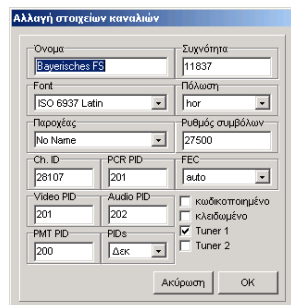 Αλλαγή στοιχείων καναλιών
Όνομα
Συχνότητα
Bayerisches FS
11837
Font
Πόλωση
ISO 6937 Latin
hor
Παροχέας
Ρυθμός συμβόλων
No Name
27500
Ch. ID
PCR PID
FEC
28107
201
auto
Video PID
Audio PID
κωδικοποιημένο
201
202
κλειδωμένο
PMT PID
PIDs
Tuner 1
200
Δεκ
Tuner 2
Ακύρωση
OK